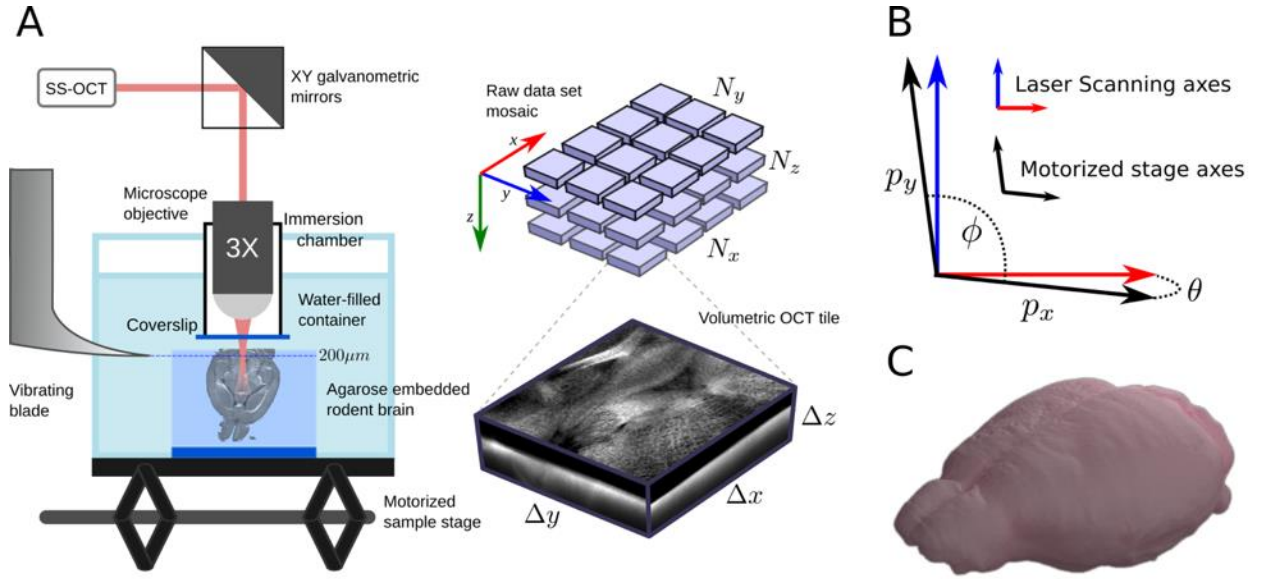 A
SS-OCT
XY galvanometric
mirrors
Microscope
objective
3X
Immersion
chamber
Water-filled
container
Coverslip
200μm
Vibrating
blade
Agarose embedded
rodent brain
Motorized
sample stage
Raw data set
mosaic
x
y
z
N_y
N_z
N_x
Volumetric OCT tile
Δz
Δx
Δy
B
Laser Scanning axes
Motorized stage axes
p_y
ϕ
θ
p_x
C